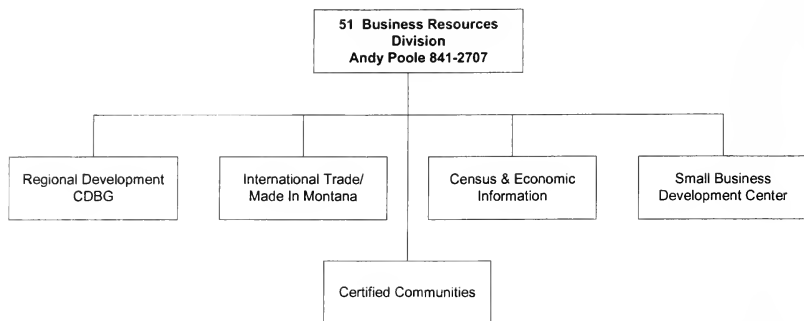 51 Business Resources
Division
Andy Poole 841-2707
Regional Development
CDBG
International Trade/
Made In Montana
Census & Economic
Information
Small Business
Development Center
Certified Communities